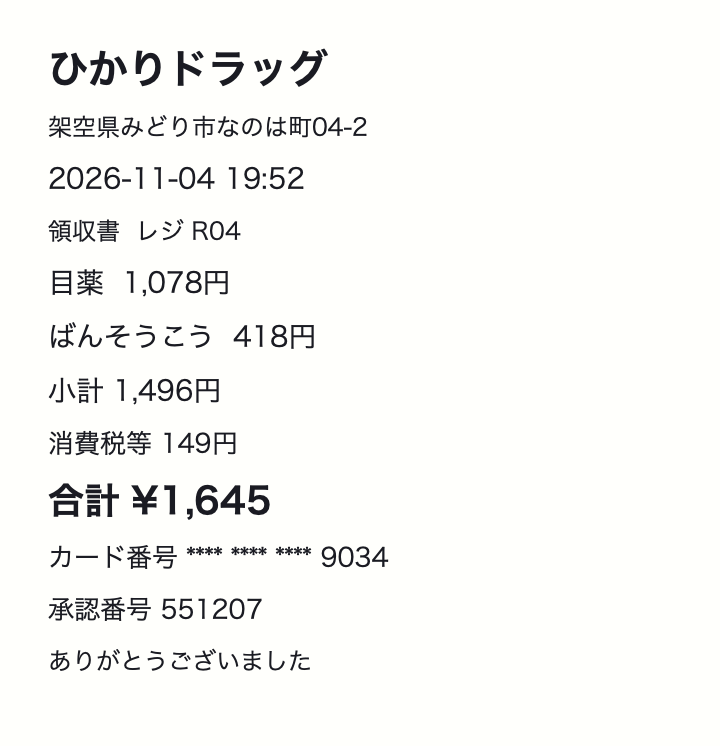 ひかりドラッグ
架空県みどり市なのは町04-2
2026-11-04 19:52
領収書 レジ R04
目薬 1,078円
ばんそうこう 418円
小計 1,496円
消費税等 149円
合計 ¥1,645
カード番号 **** **** **** 9034
承認番号 551207
ありがとうございました